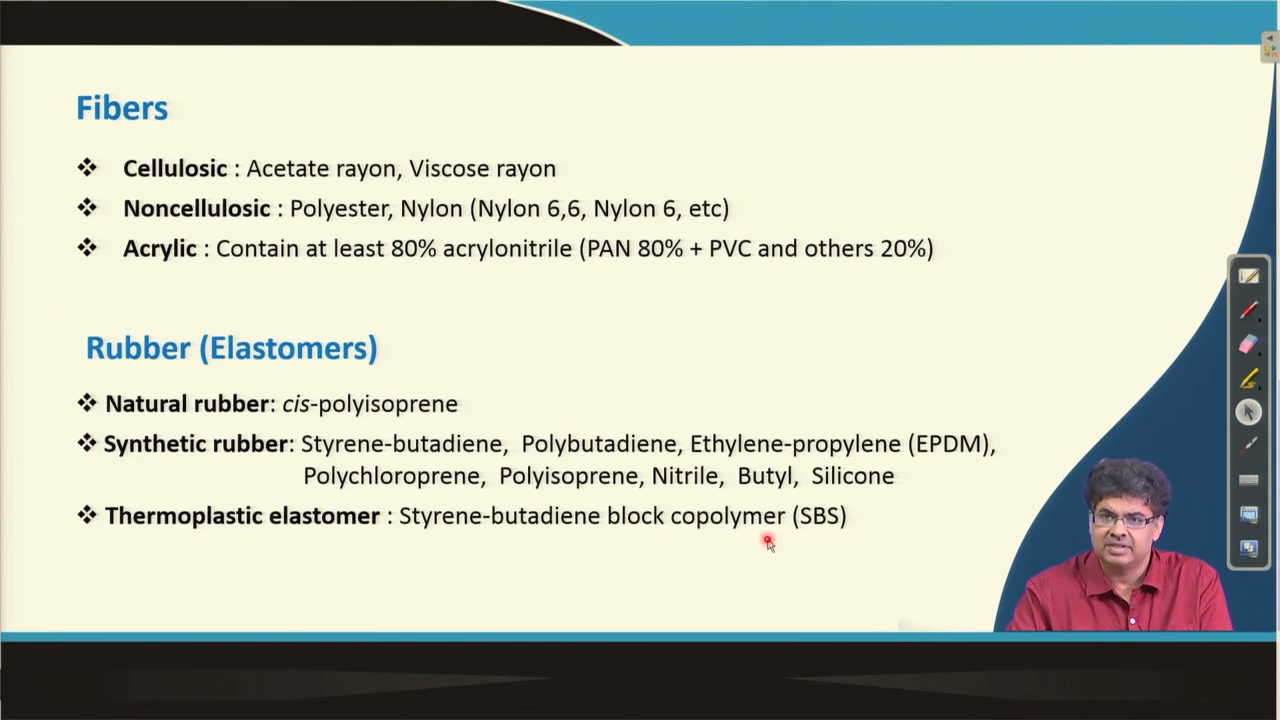 Fibers
❖ Cellulosic : Acetate rayon, Viscose rayon
❖ Noncellulosic : Polyester, Nylon (Nylon 6,6, Nylon 6, etc)
❖ Acrylic : Contain at least 80% acrylonitrile (PAN 80% + PVC and others 20%)
Rubber (Elastomers)
❖ Natural rubber: cis-polyisoprene
❖ Synthetic rubber: Styrene-butadiene, Polybutadiene, Ethylene-propylene (EPDM),
Polychloroprene, Polyisoprene, Nitrile, Butyl, Silicone
❖ Thermoplastic elastomer : Styrene-butadiene block copolymer (SBS)